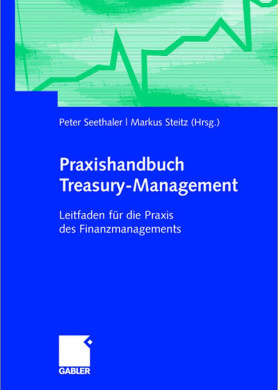 Peter Seethaler | Markus Steitz (Hrsg.)
Praxishandbuch
Treasury-Management
Leitfaden für die Praxis
des Finanzmanagements
GABLER